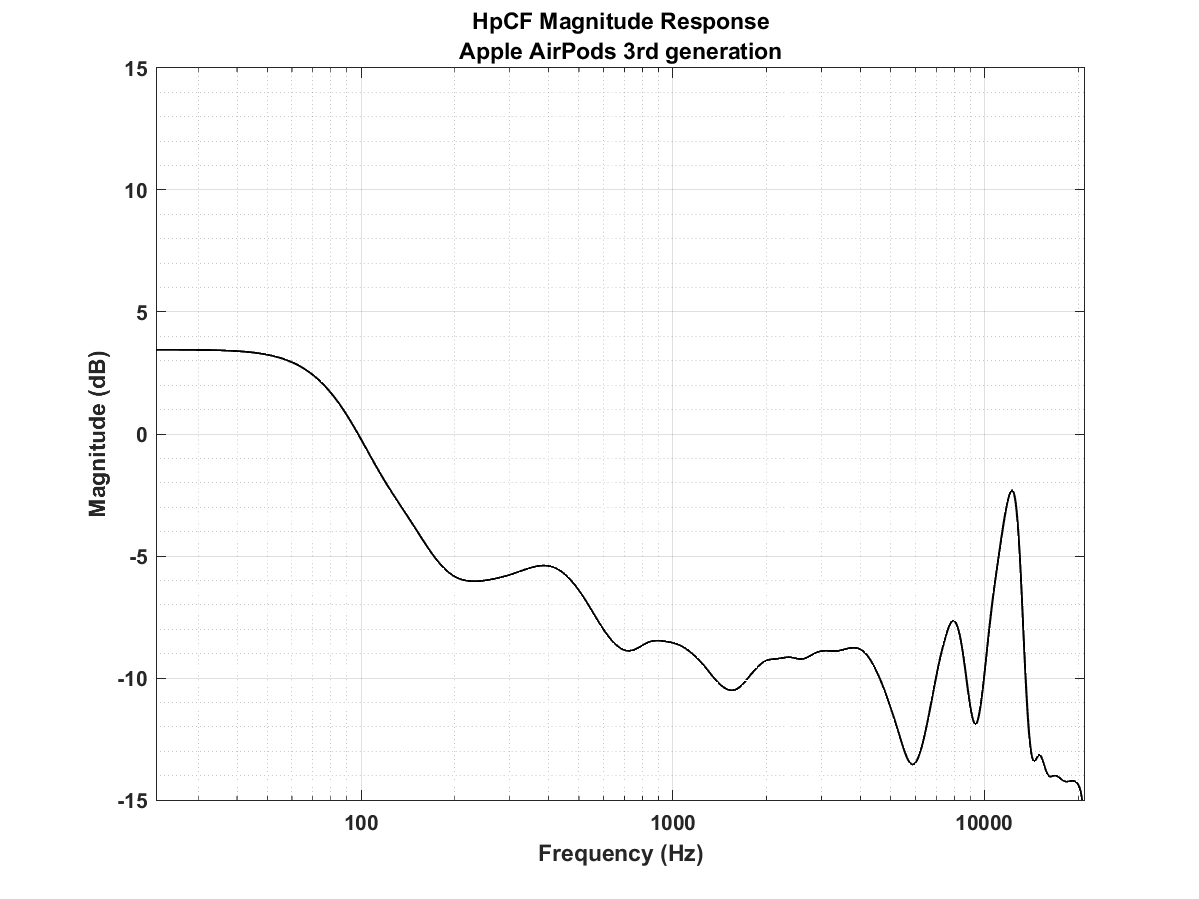 HpCF Magnitude Response
Apple AirPods 3rd generation
15
10
5
0
-5
-10
-15
Magnitude (dB)
100
1000
10000
Frequency (Hz)